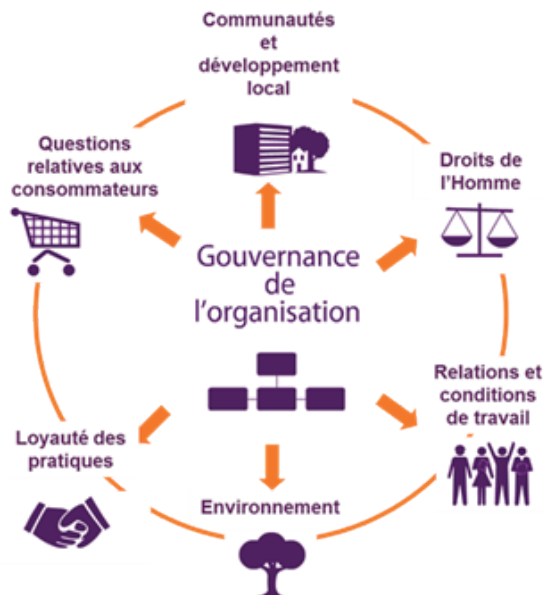 Communautés
et
développement
local
Questions
relatives aux
consommateurs
Droits de
l'Homme
Gouvernance
de
l'organisation
Relations et
conditions
de travail
Loyauté des
pratiques
Environnement